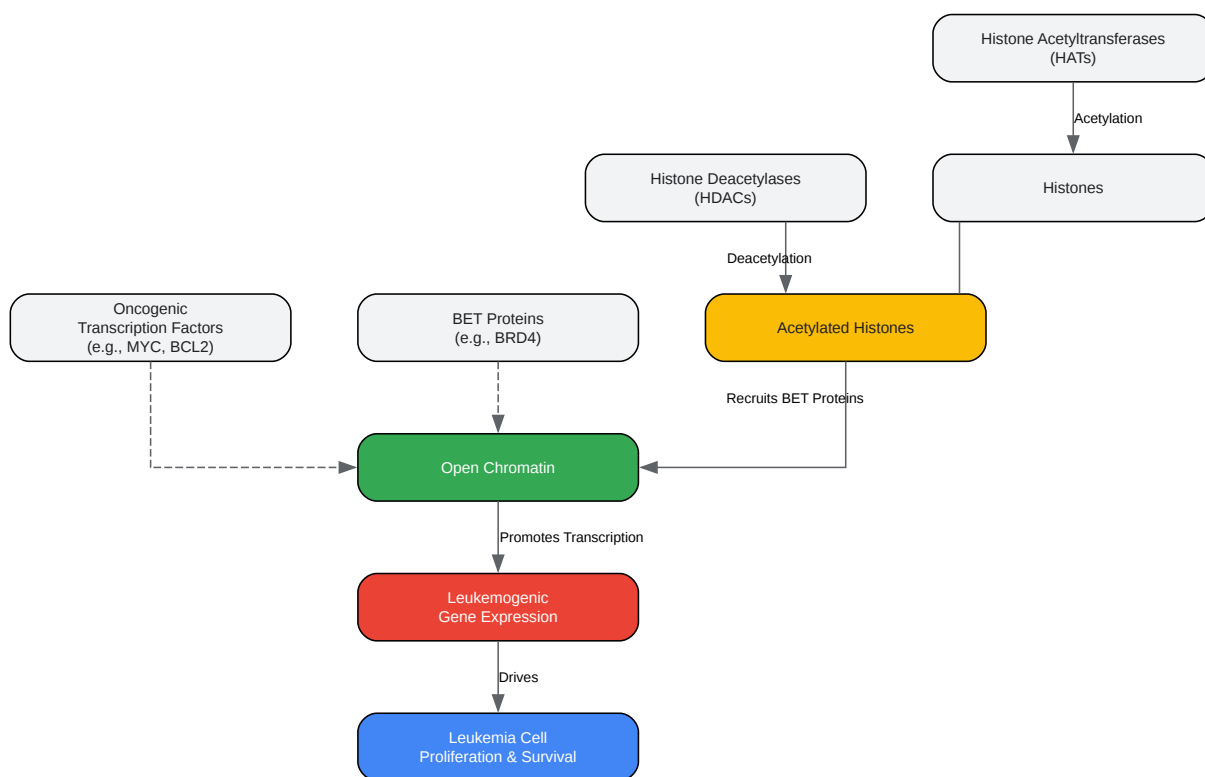 Histone Acetyltransferases
(HATs)
Acetylation
Histone Deacetylases
(HDACs)
Histones
Deacetylation
Oncogenic
Transcription Factors
(e.g., MYC, BCL2)
BET Proteins
(e.g., BRD4)
Acetylated Histones
Recruits BET Proteins
Open Chromatin
Promotes Transcription
Leukemogenic
Gene Expression
Drives
Leukemia Cell
Proliferation & Survival